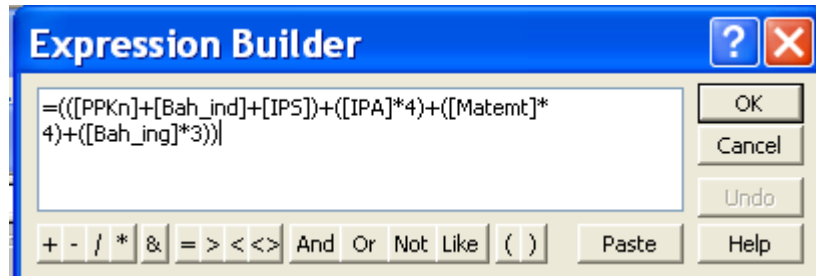 Expression Builder
?
=(([PPKn]+[Bah_ind]+[IPS])+([IPA]*4)+([Matemt]*
4)+([Bah_ing]*3))
OK
Cancel
Undo
+ - / * & = > < <> And Or Not Like ( ) Paste Help